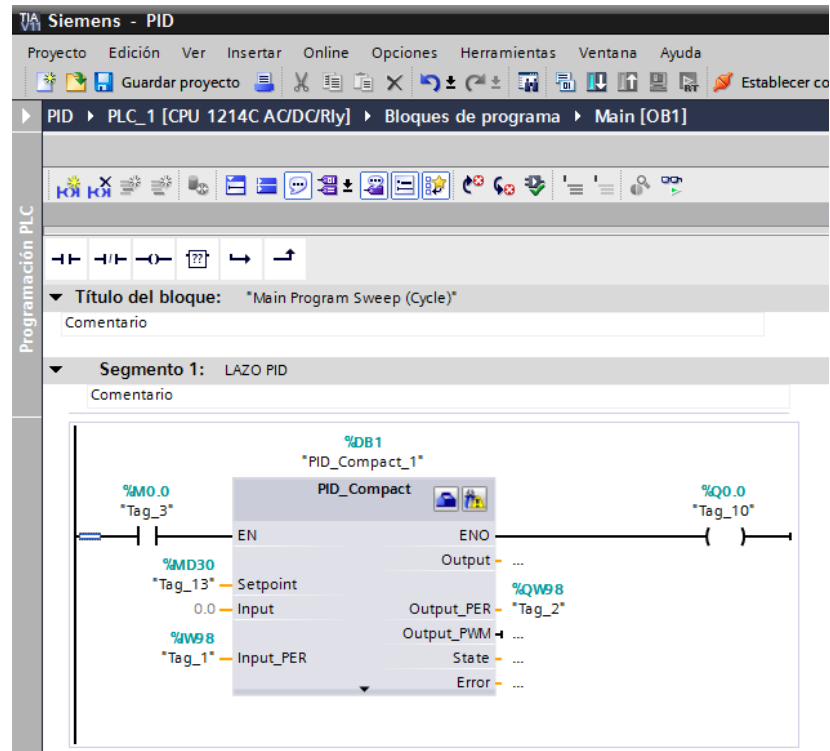 TIA V11 Siemens - PID
Proyecto Edición Ver Insertar Online Opciones Herramientas Ventana Ayuda
Guardar proyecto Establecer co
PID PLC_1 [CPU 1214C AC/DC/Rly] Bloques de programa Main [OB1]
Programación PLC
??
Título del bloque: "Main Program Sweep (Cycle)"
Comentario
Segmento 1: LAZO PID
Comentario
%DB1
"PID_Compact_1"
%M0.0 PID_Compact %Q0.0
"Tag_3" "Tag_10"
EN ENO
%MD30 Output ...
"Tag_13" Setpoint %QW98
0.0 Input Output_PER "Tag_2"
%IW98 Output_PWM ...
"Tag_1" Input_PER State ...
Error ...